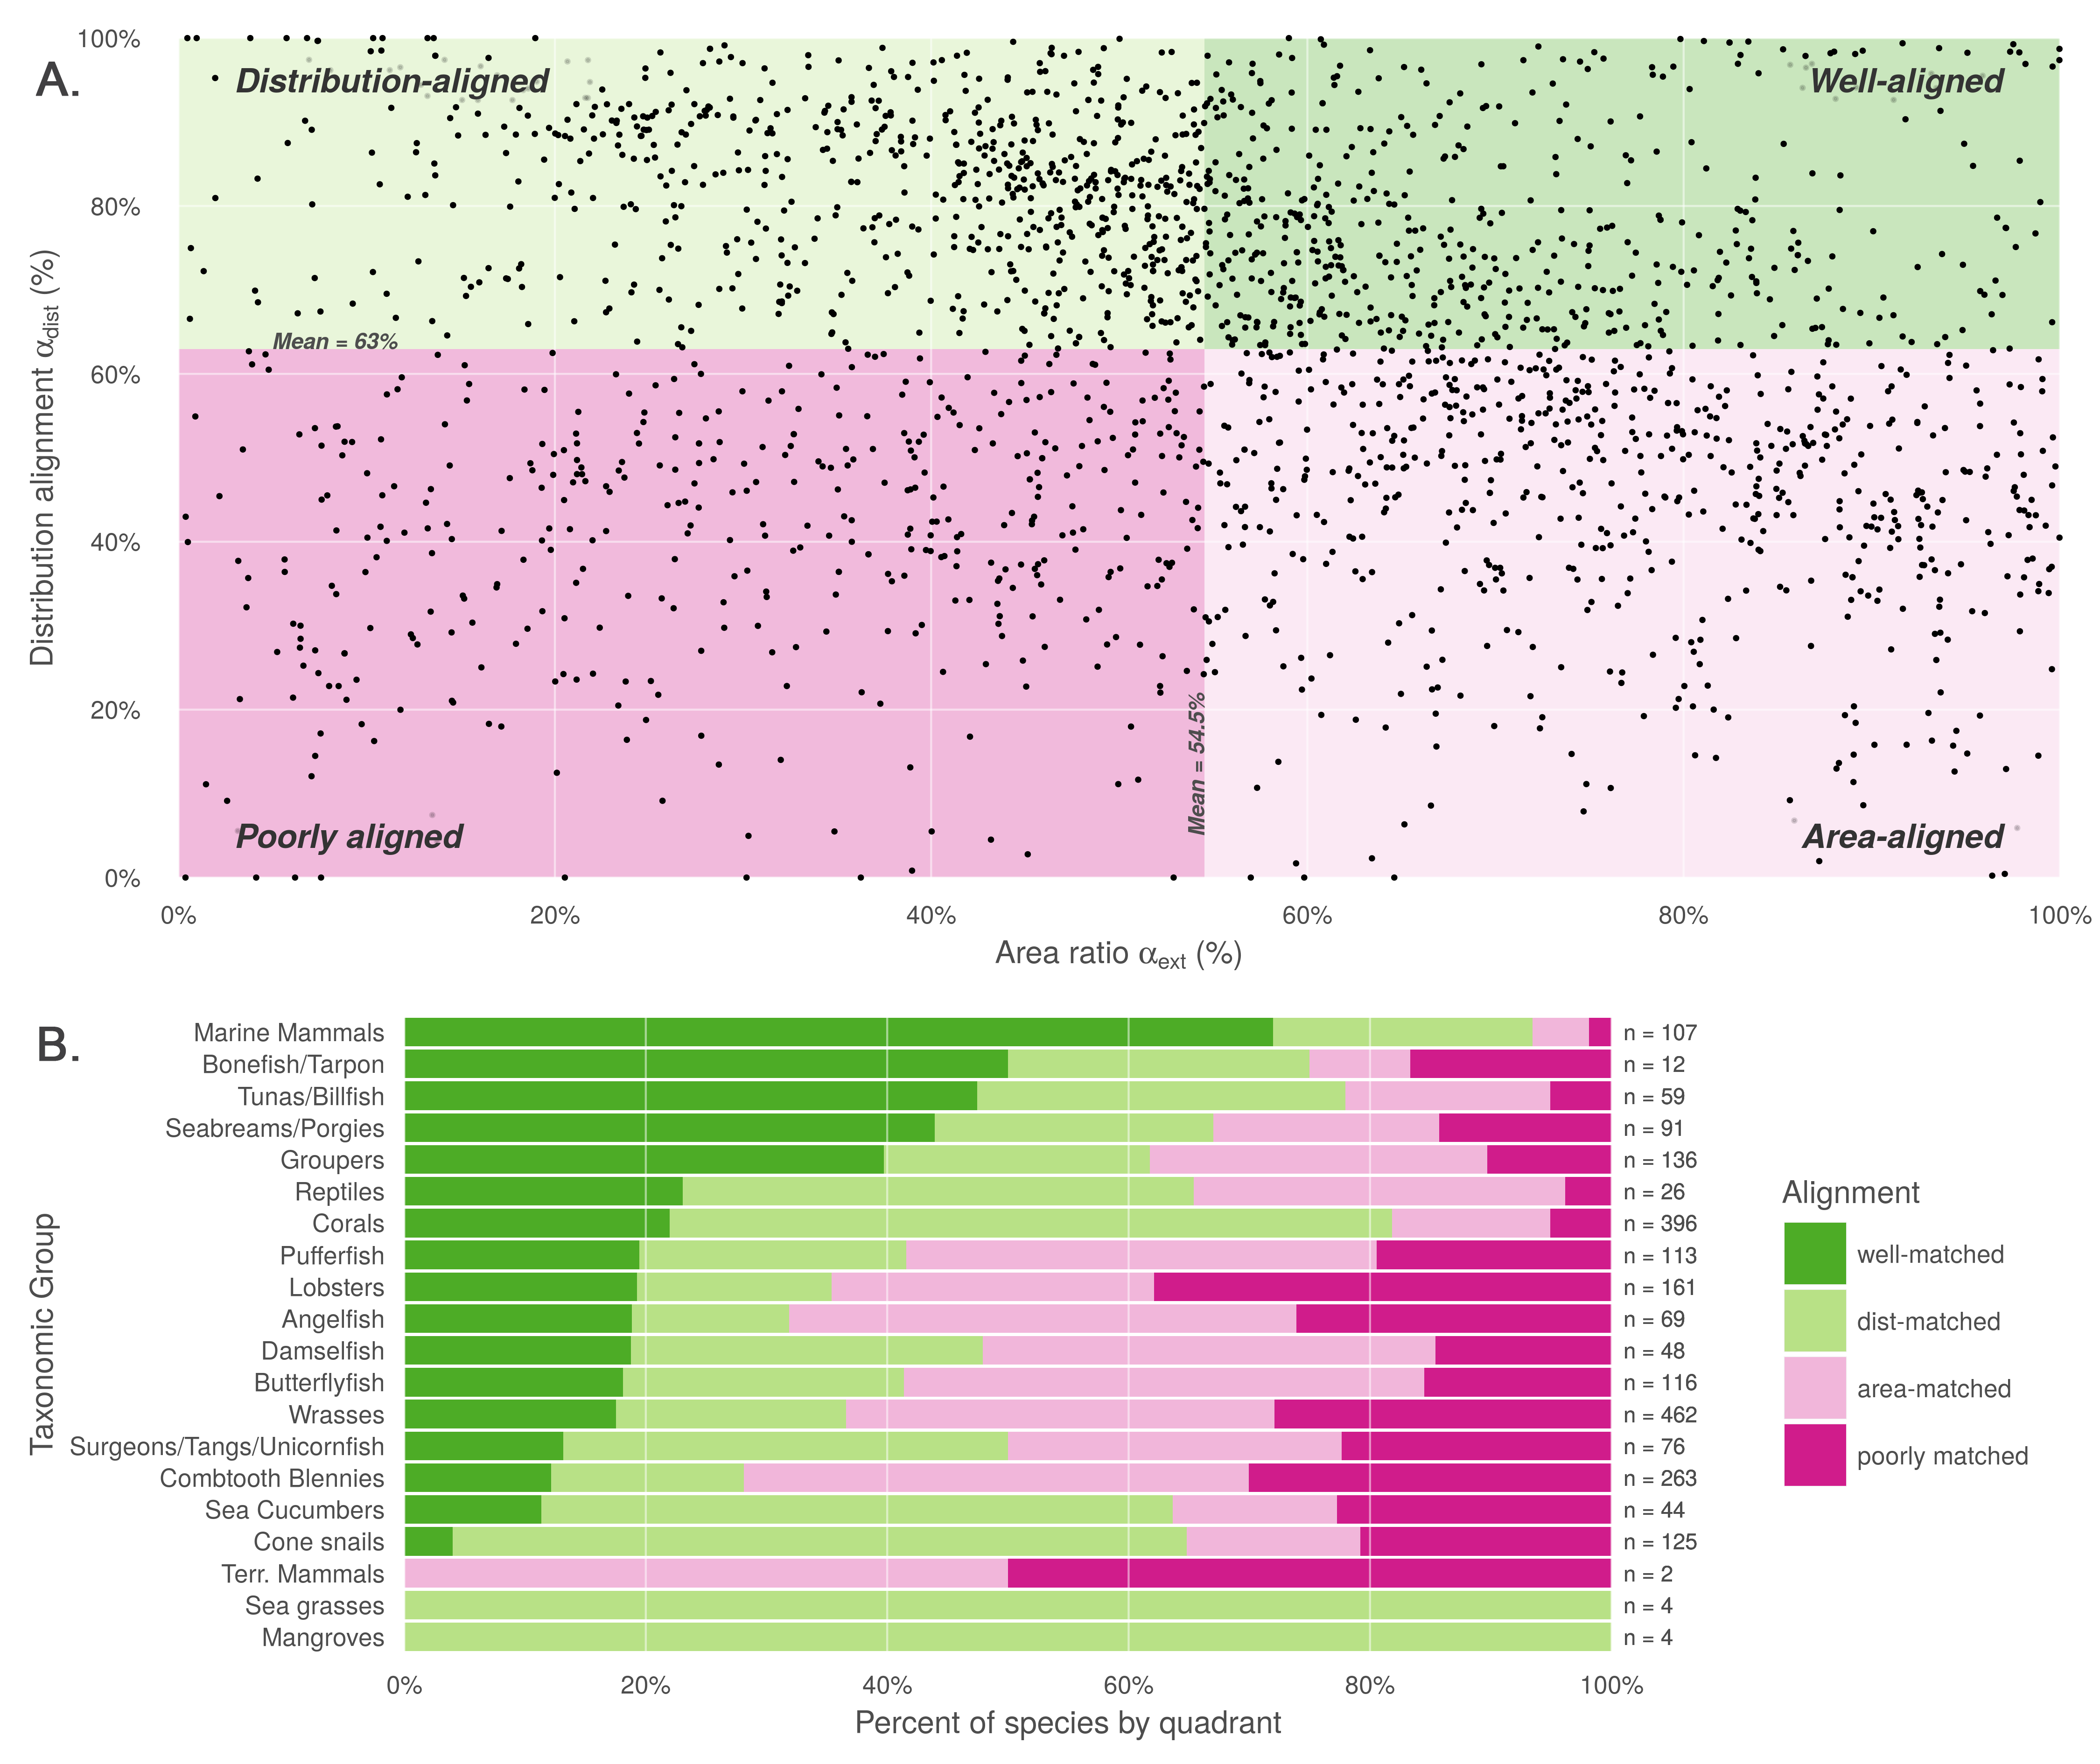 A.
100%
80%
60%
40%
20%
0%
Distribution alignment αdist (%)
Distribution-aligned
Well-aligned
Mean = 63%
Mean = 54.5%
Poorly aligned
Area-aligned
0% 20% 40% 60% 80% 100%
Area ratio αext (%)
B.
Taxonomic Group
Marine Mammals n = 107
Bonefish/Tarpon n = 12
Tunas/Billfish n = 59
Seabreams/Porgies n = 91
Groupers n = 136
Reptiles n = 26
Corals n = 396
Pufferfish n = 113
Lobsters n = 161
Angelfish n = 69
Damselfish n = 48
Butterflyfish n = 116
Wrasses n = 462
Surgeons/Tangs/Unicornfish n = 76
Combtooth Blennies n = 263
Sea Cucumbers n = 44
Cone snails n = 125
Terr. Mammals n = 2
Sea grasses n = 4
Mangroves n = 4
0% 20% 40% 60% 80% 100%
Percent of species by quadrant
Alignment
well-matched
dist-matched
area-matched
poorly matched